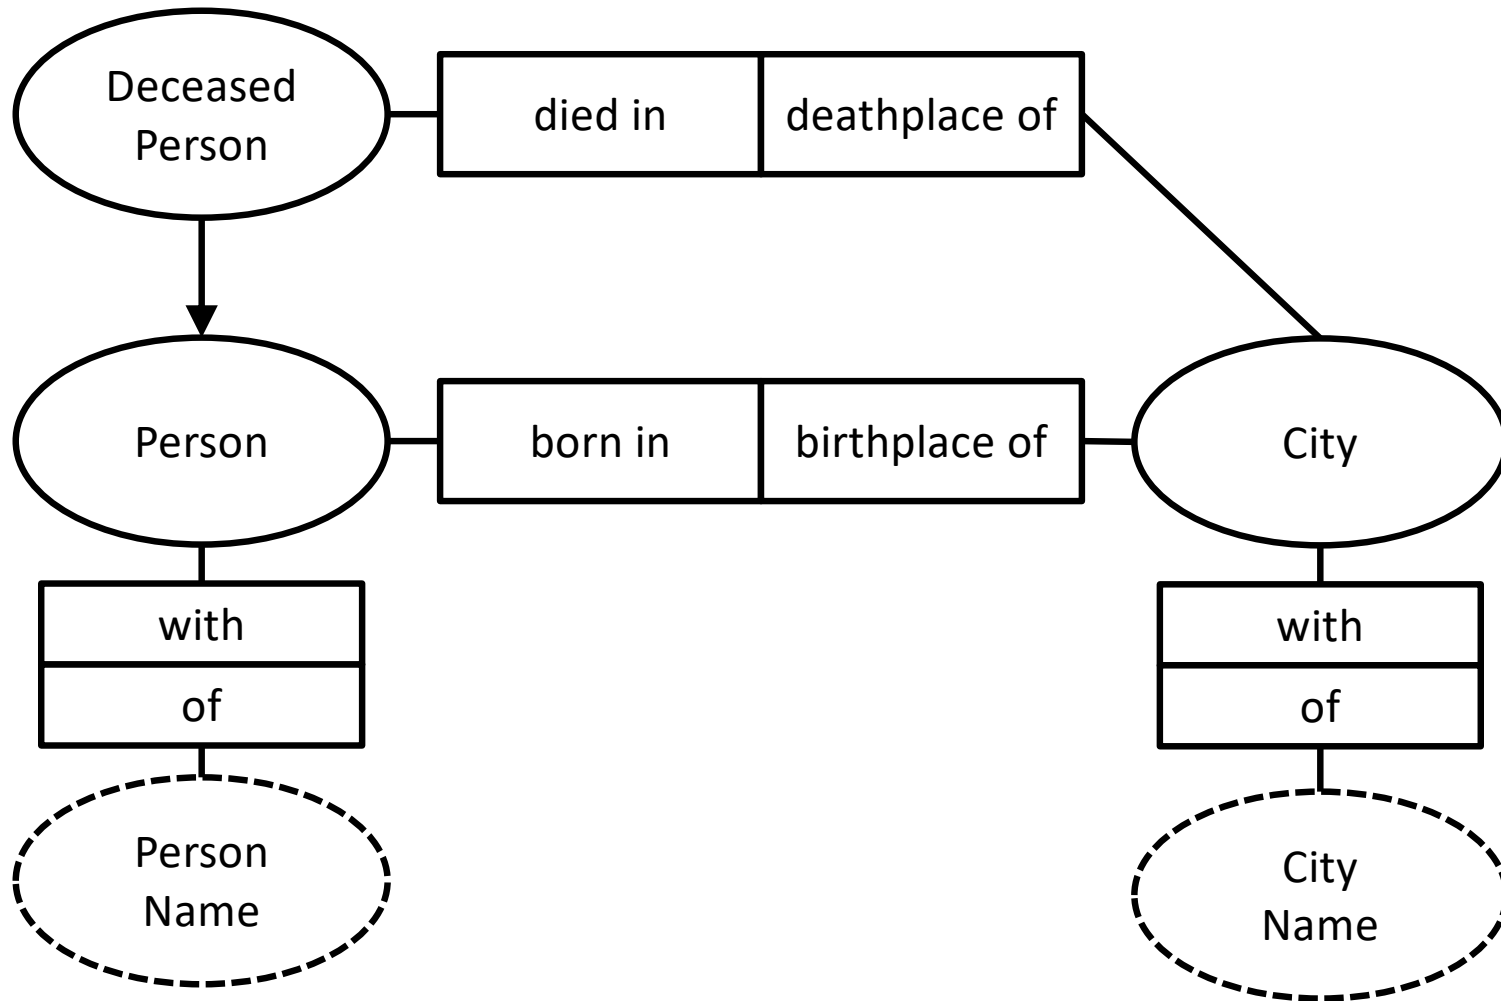 Deceased
Person
died in
deathplace of
Person
born in
birthplace of
City
with
of
with
of
Person
Name
City
Name